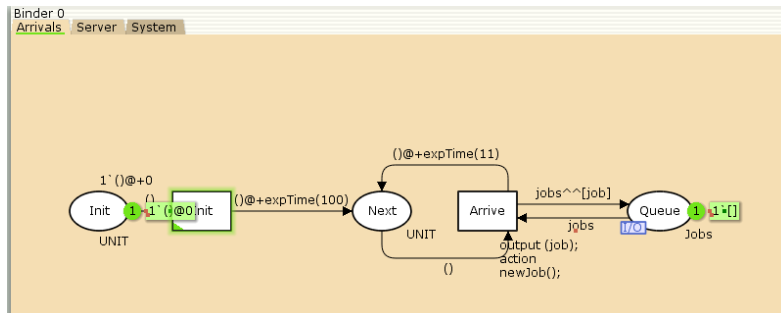 Binder 0
Arrivals Server System
()@+expTime(11)
1`()@+0
()
()@+expTime(100)
jobs^^[job]
Init
1
1`()@0
Init
Next
Arrive
Queue
1
1`[]
jobs
I/O
UNIT
UNIT
Jobs
output (job);
action
newJob();
()